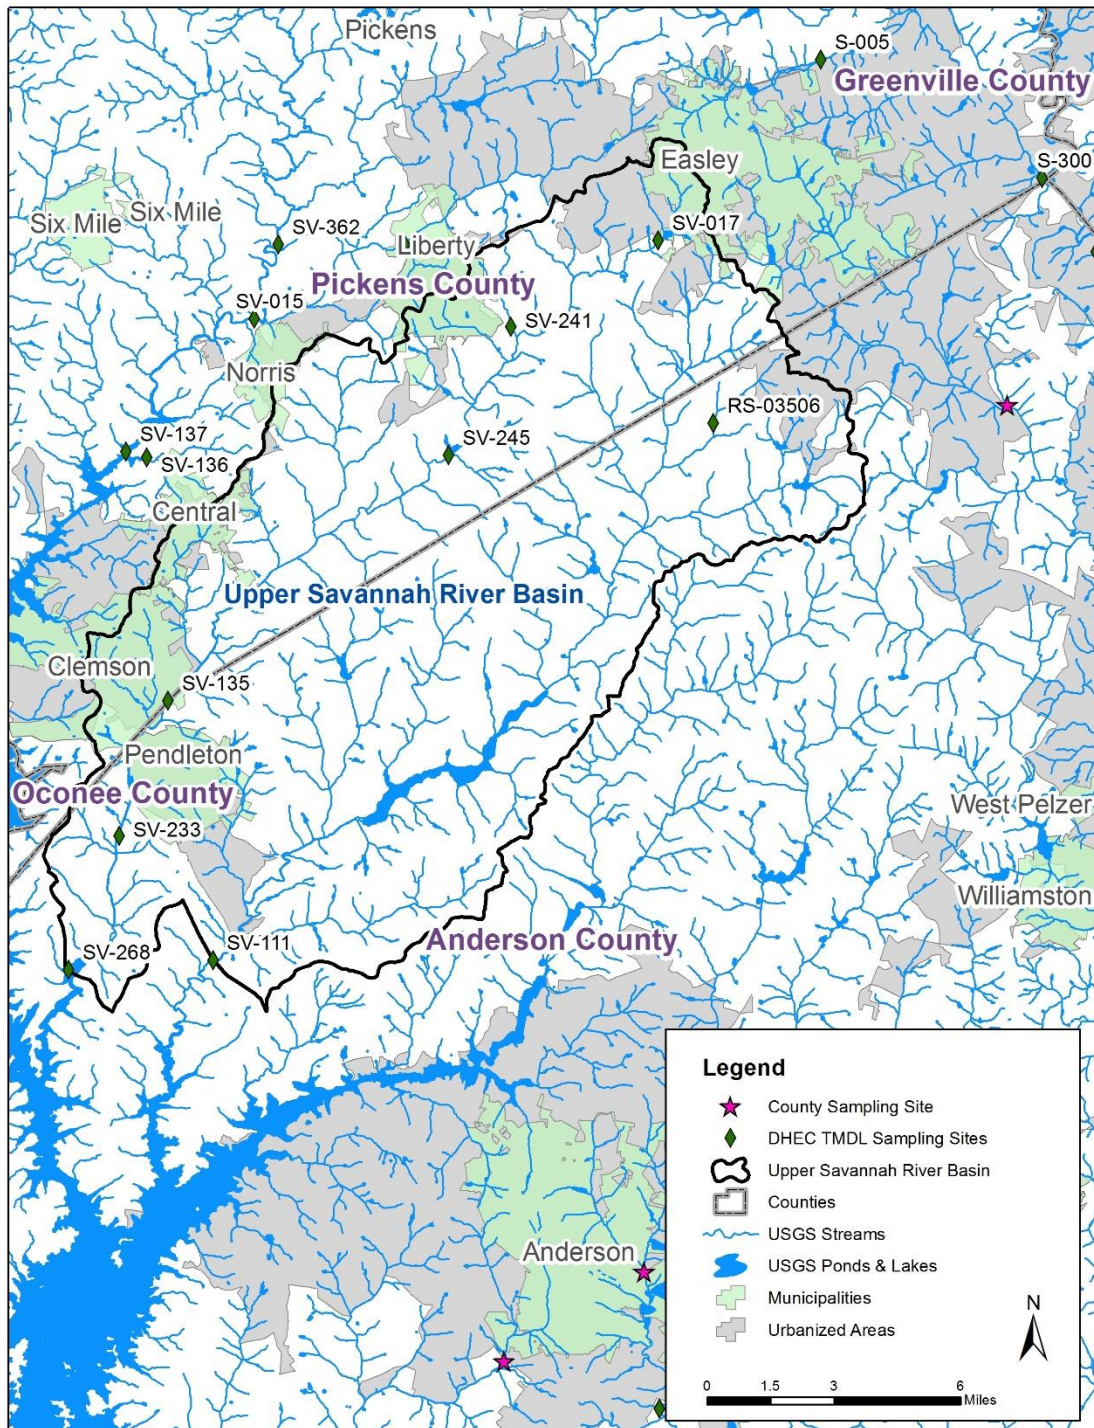 Pickens
S-005
Greenville County
Easley
S-300
Six Mile
Six Mile
SV-362
Liberty
SV-017
Pickens County
SV-015
SV-241
Norris
RS-03506
SV-137
SV-136
SV-245
Central
Upper Savannah River Basin
Clemson
SV-135
Pendleton
Oconee County
West Pelzer
SV-233
Williamston
SV-268
SV-111
Anderson County
Anderson
Legend
County Sampling Site
DHEC TMDL Sampling Sites
Upper Savannah River Basin
Counties
USGS Streams
USGS Ponds & Lakes
Municipalities
Urbanized Areas
N
0 1.5 3 6
Miles